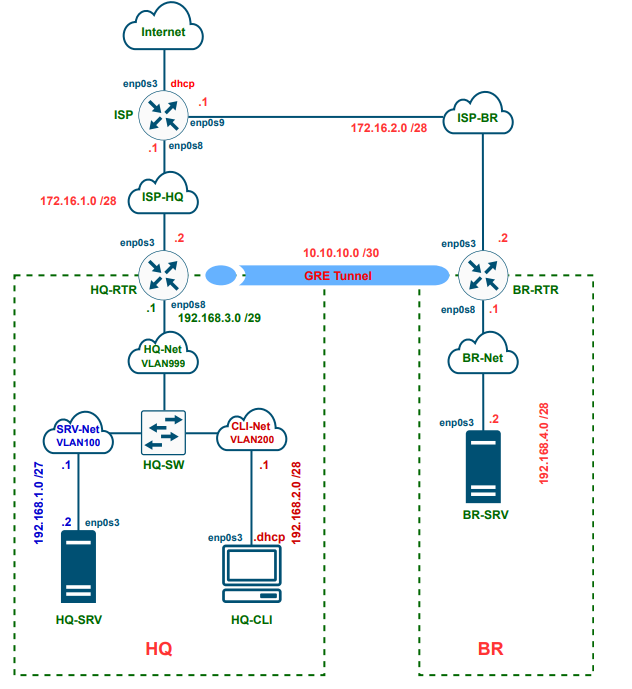 Internet
enp0s3 dhcp
.1
ISP
enp0s9
.1 enp0s8
172.16.2.0 /28
ISP-BR
172.16.1.0 /28
ISP-HQ
enp0s3 .2
10.10.10.0 /30
enp0s3 .2
HQ-RTR
GRE Tunnel
BR-RTR
.1 enp0s8
192.168.3.0 /29
enp0s8 .1
HQ-Net
VLAN999
BR-Net
SRV-Net
VLAN100
CLI-Net
VLAN200
HQ-SW
.1
.1
192.168.1.0 /27
192.168.2.0 /28
enp0s3 .2
192.168.4.0 /28
BR-SRV
.2 enp0s3
enp0s3 .dhcp
HQ-SRV
HQ-CLI
HQ
BR